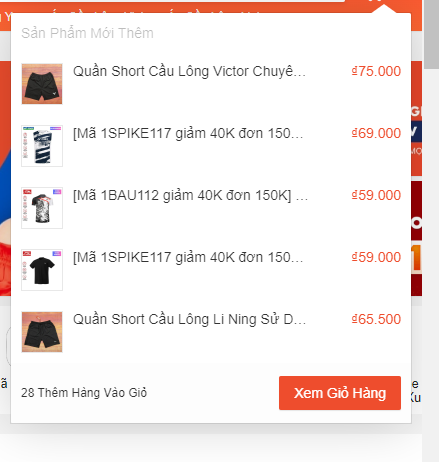 Sản Phẩm Mới Thêm
Quần Short Cầu Lông Victor Chuyê...
₫75.000
[Mã 1SPIKE117 giảm 40K đơn 150...
₫69.000
[Mã 1BAU112 giảm 40K đơn 150K] ...
₫59.000
[Mã 1SPIKE117 giảm 40K đơn 150...
₫59.000
Quần Short Cầu Lông Li Ning Sử D...
₫65.500
28 Thêm Hàng Vào Giỏ
Xem Giỏ Hàng